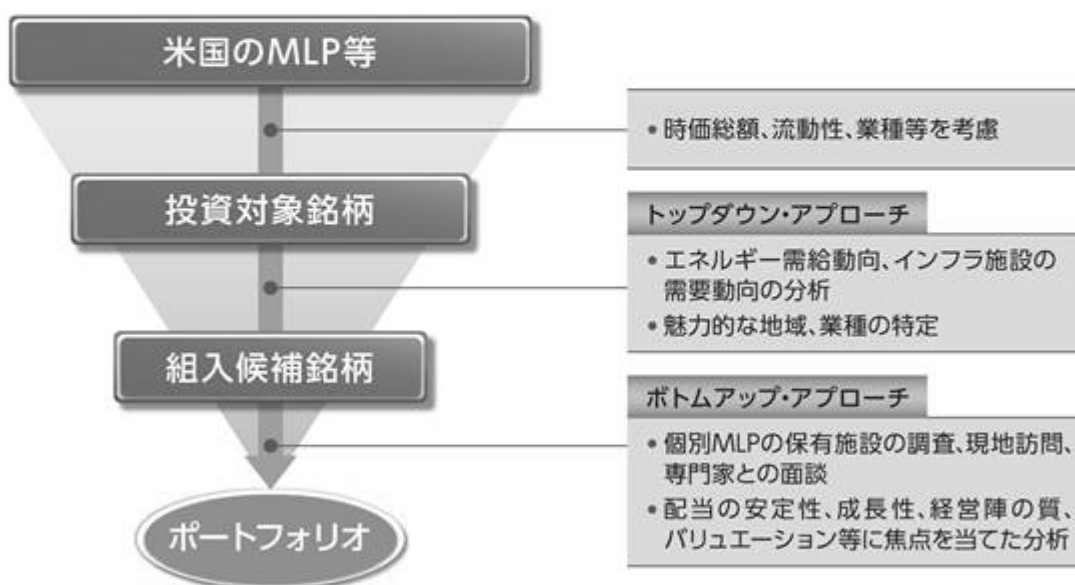 米国のMLP等
• 時価総額、流動性、業種等を考慮
投資対象銘柄
トップダウン・アプローチ
• エネルギー需給動向、インフラ施設の
需要動向の分析
• 魅力的な地域、業種の特定
組入候補銘柄
ボトムアップ・アプローチ
• 個別MLPの保有施設の調査、現地訪問、
専門家との面談
• 配当の安定性、成長性、経営陣の質、
バリュエーション等に焦点を当てた分析
ポートフォリオ